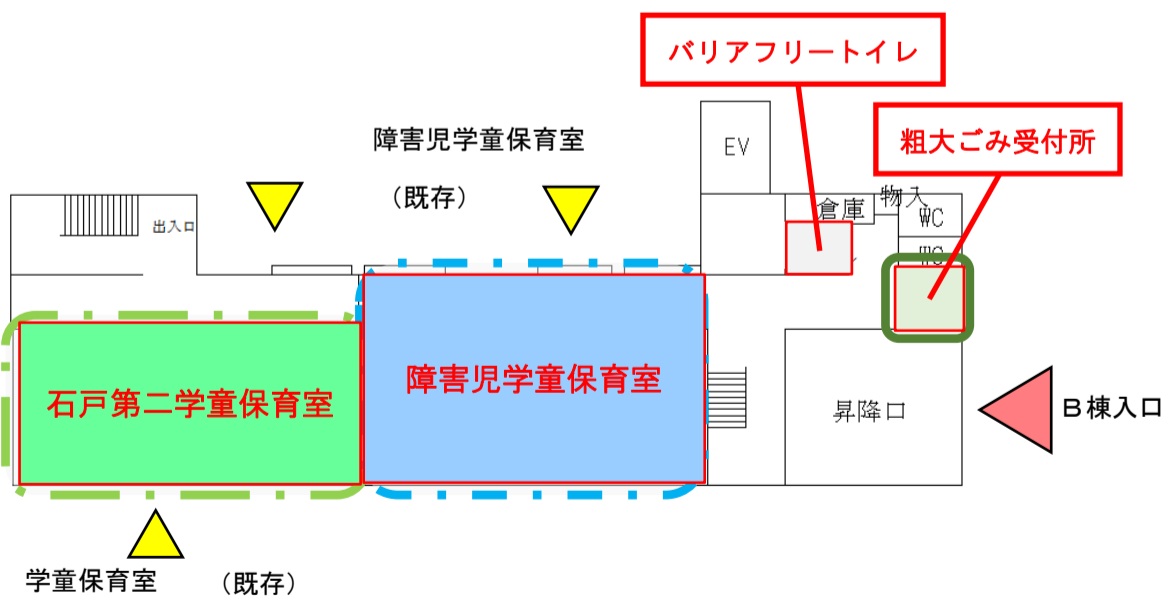 バリアフリートイレ
粗大ごみ受付所
障害児学童保育室
（既存）
EV
出入口
倉庫
物入
WC
WC
石戸第二学童保育室
障害児学童保育室
昇降口
Ｂ棟入口
学童保育室　　（既存）